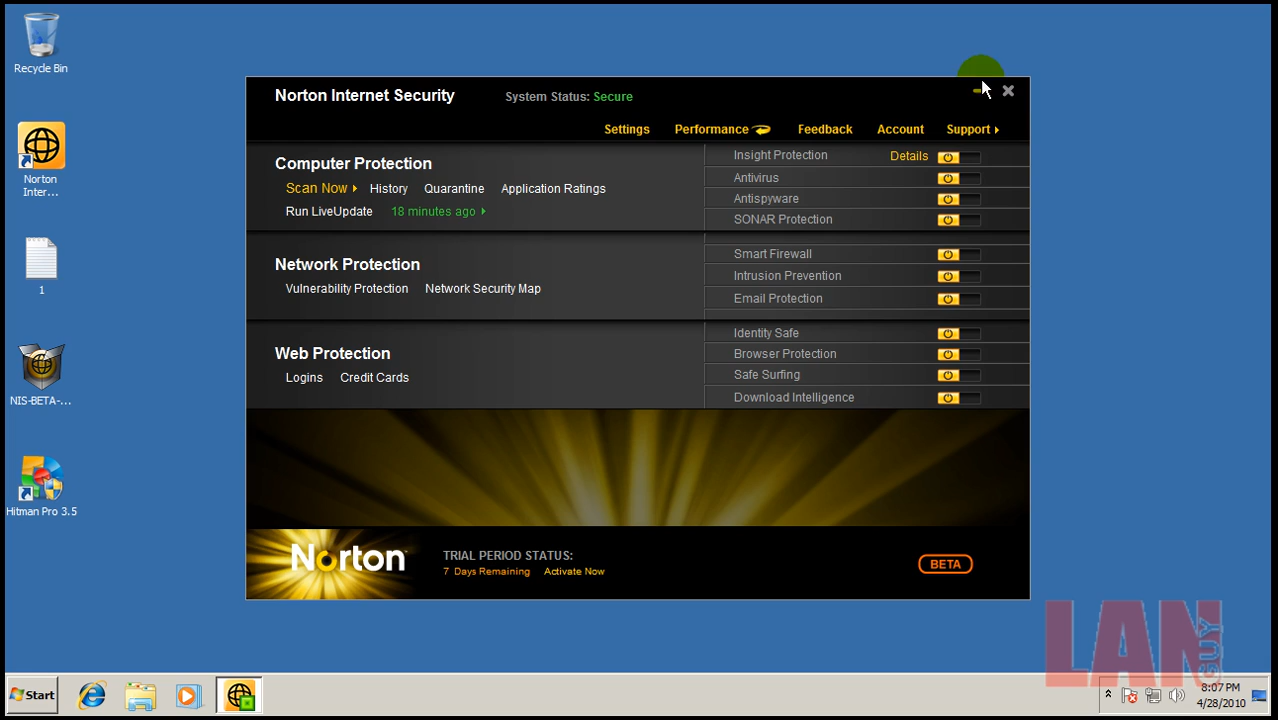 Recycle Bin
Norton
Inter...
1
NIS-BETA-...
Hitman Pro 3.5
Norton Internet Security
System Status: Secure
Settings
Performance
Feedback
Account
Support
Computer Protection
Scan Now
History
Quarantine
Application Ratings
Run LiveUpdate
18 minutes ago
Insight Protection
Details
Antivirus
Antispyware
SONAR Protection
Network Protection
Vulnerability Protection
Network Security Map
Smart Firewall
Intrusion Prevention
Email Protection
Web Protection
Logins
Credit Cards
Identity Safe
Browser Protection
Safe Surfing
Download Intelligence
Norton
TRIAL PERIOD STATUS:
7 Days Remaining
Activate Now
BETA
LAN
GUY
Start
8:07 PM
4/28/2010